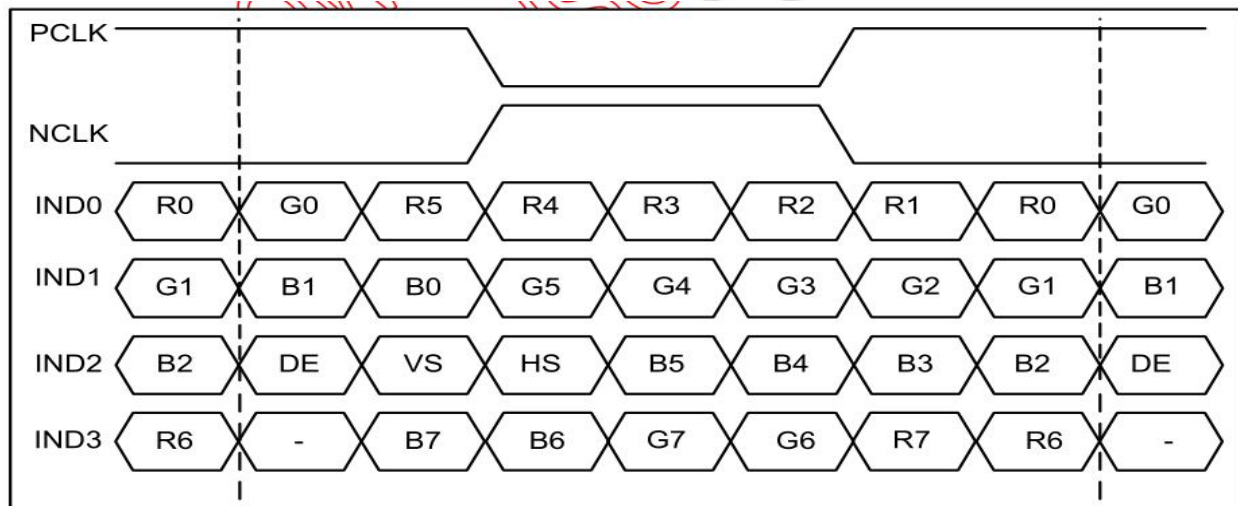 PCLK
NCLK
IND0 R0 G0 R5 R4 R3 R2 R1 R0 G0
IND1 G1 B1 B0 G5 G4 G3 G2 G1 B1
IND2 B2 DE VS HS B5 B4 B3 B2 DE
IND3 R6 - B7 B6 G7 G6 R7 R6 -